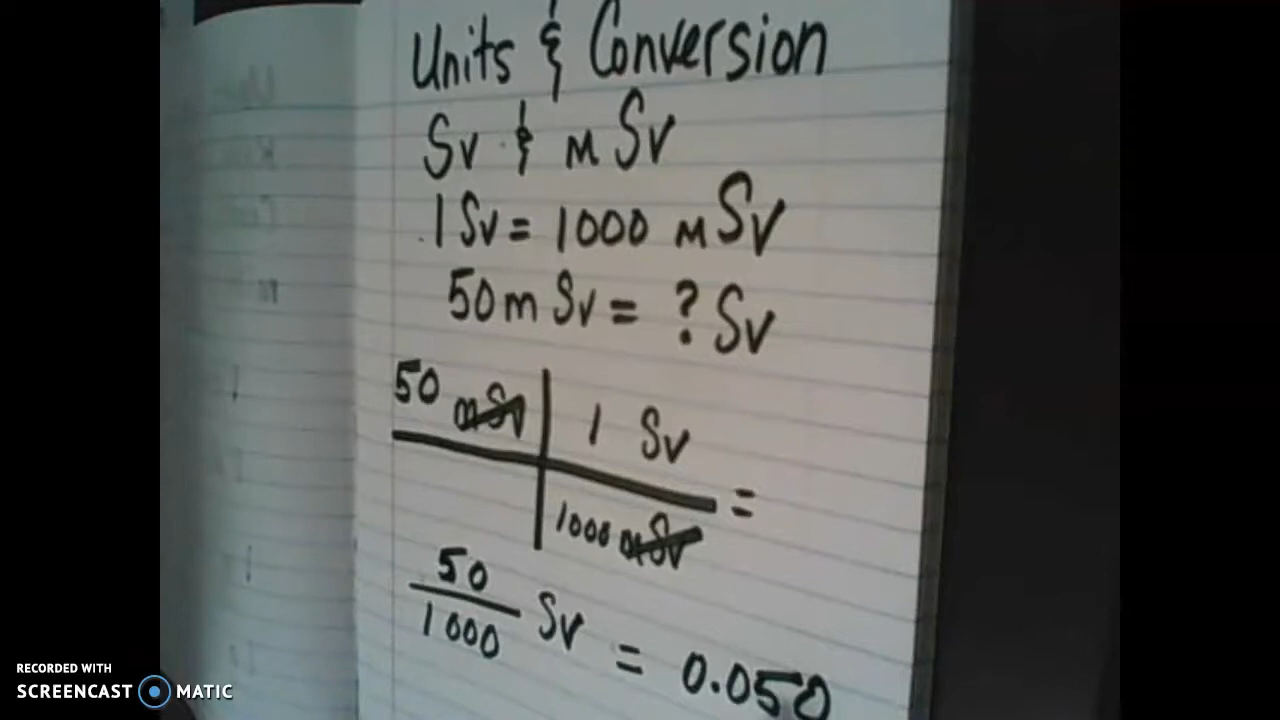 Units & Conversion
Sv & mSv
1 Sv = 1000 mSv
50 mSv = ? Sv
50 mSv | 1 Sv
1000 mSv =
50
1000 Sv = 0.050
RECORDED WITH
SCREENCAST MATIC